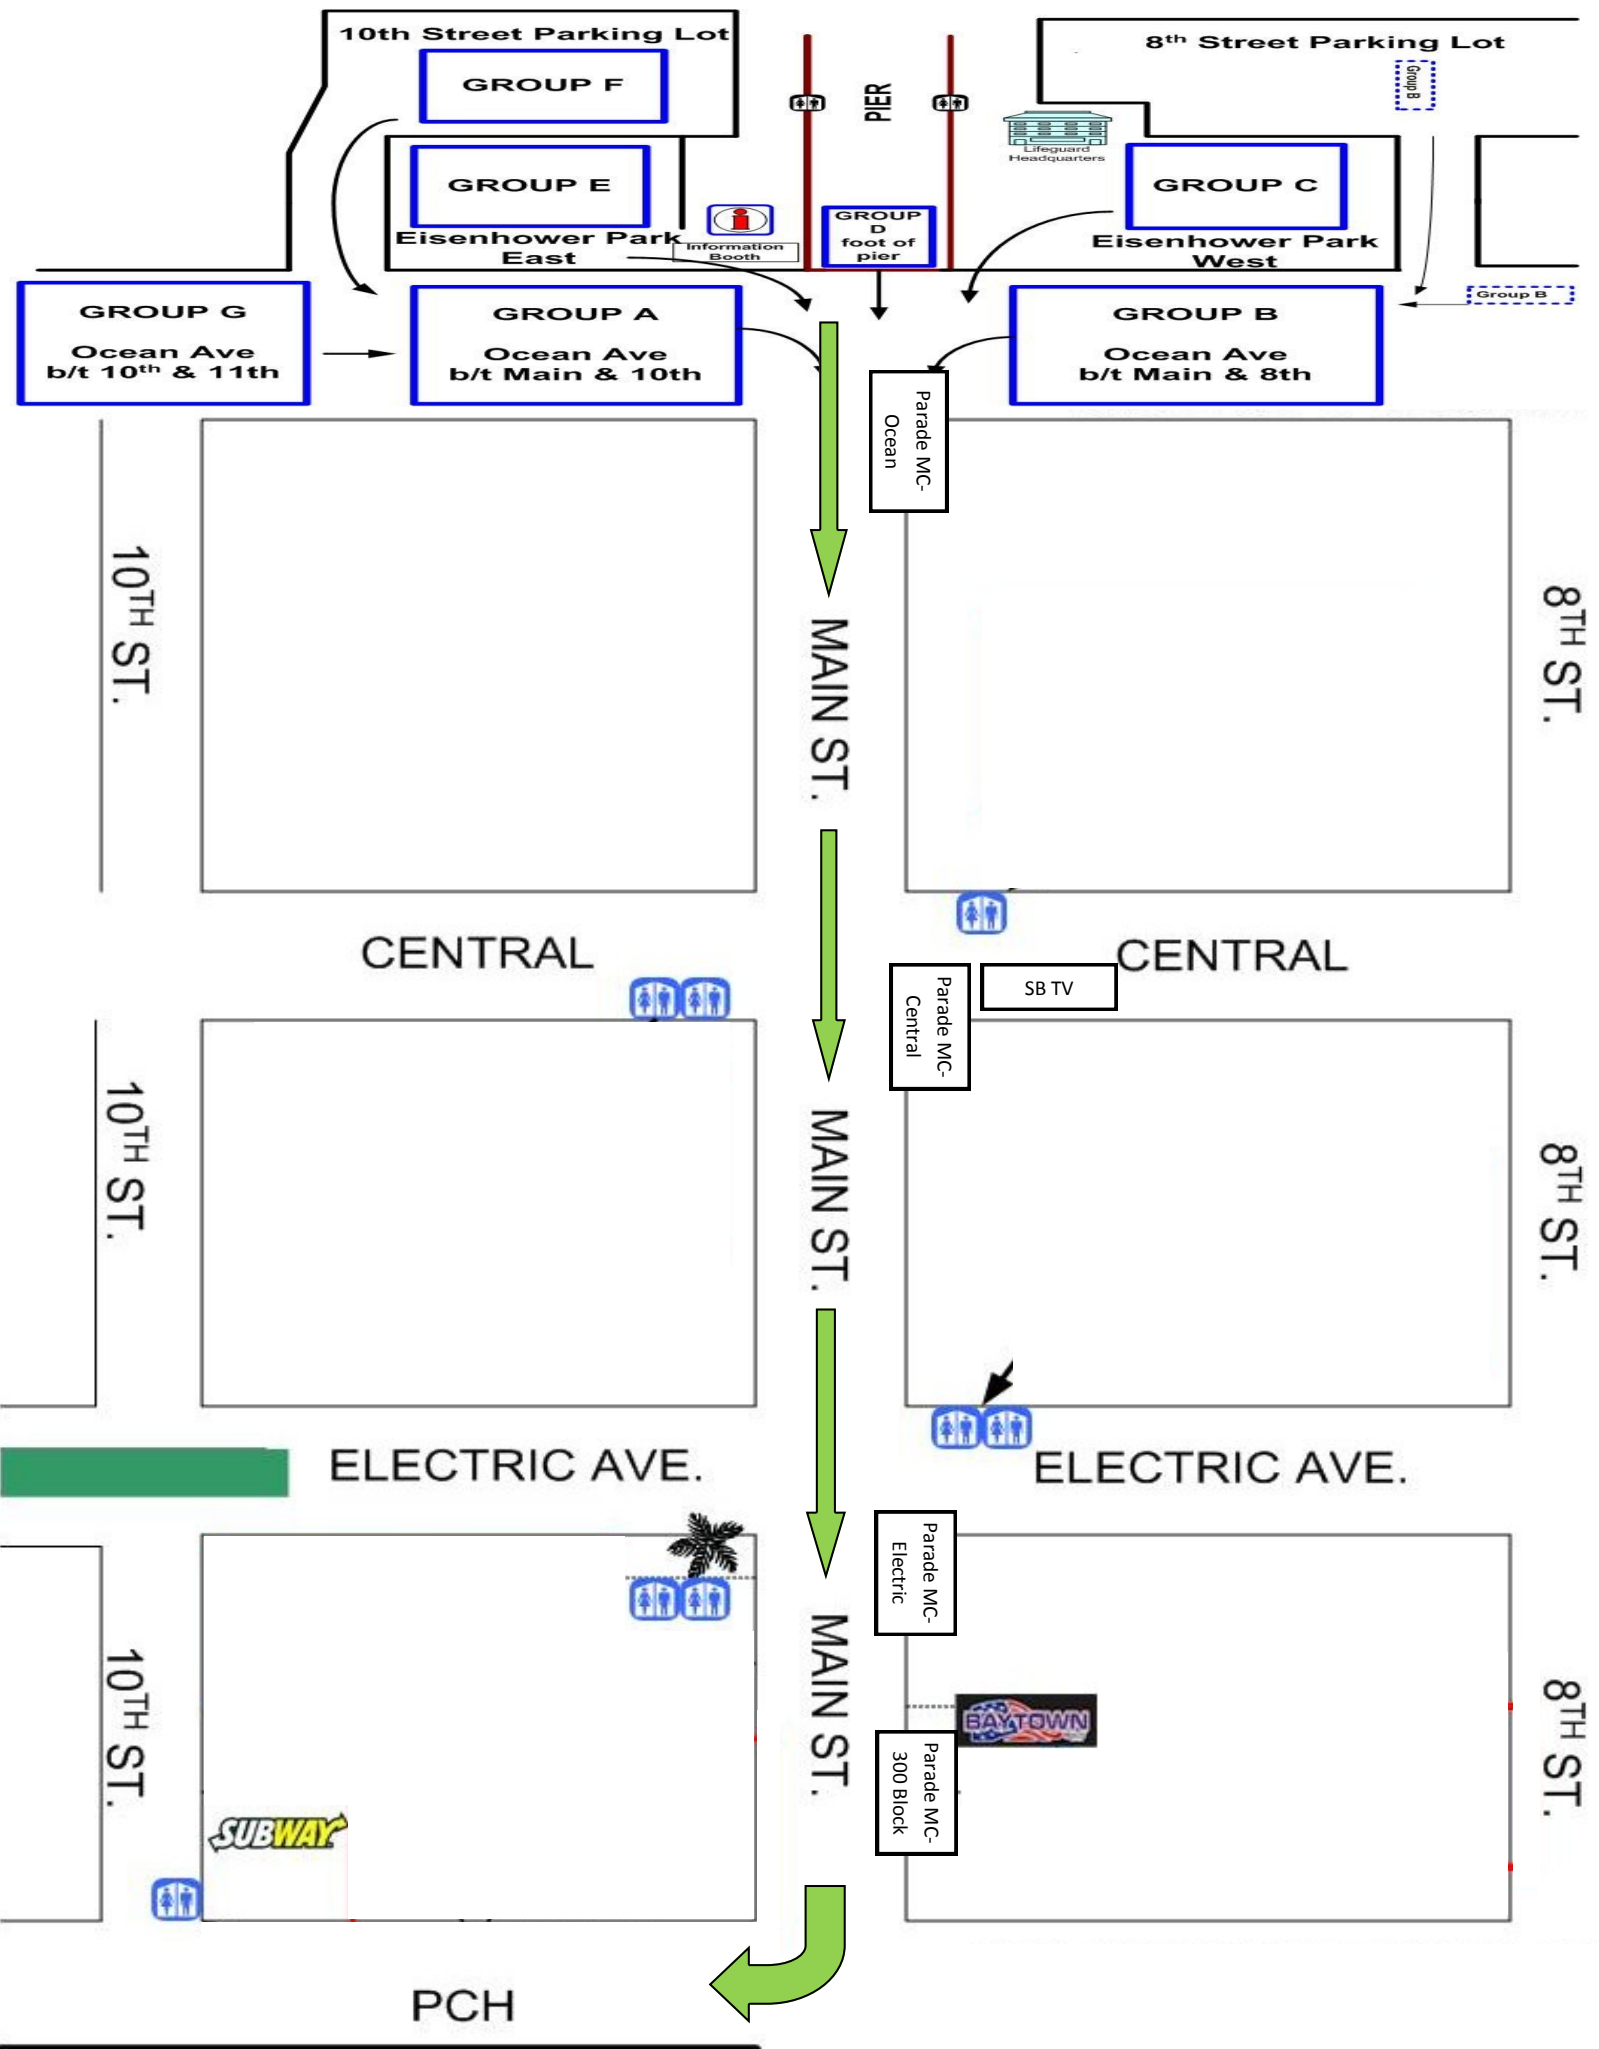 10th Street Parking Lot
GROUP F
PIER
8th Street Parking Lot
Group B
Lifeguard
Headquarters
GROUP E
Eisenhower Park
East
Information
Booth
GROUP
D
foot of
pier
GROUP C
Eisenhower Park
West
GROUP G
Ocean Ave
b/t 10th & 11th
GROUP A
Ocean Ave
b/t Main & 10th
GROUP B
Ocean Ave
b/t Main & 8th
Group B
Parade MC-
Ocean
10TH ST.
MAIN ST.
8TH ST.
CENTRAL
CENTRAL
Parade MC-
Central
SB TV
10TH ST.
MAIN ST.
8TH ST.
ELECTRIC AVE.
ELECTRIC AVE.
Parade MC-
Electric
10TH ST.
MAIN ST.
8TH ST.
BAYTOWN
Parade MC-
300 Block
SUBWAY
PCH